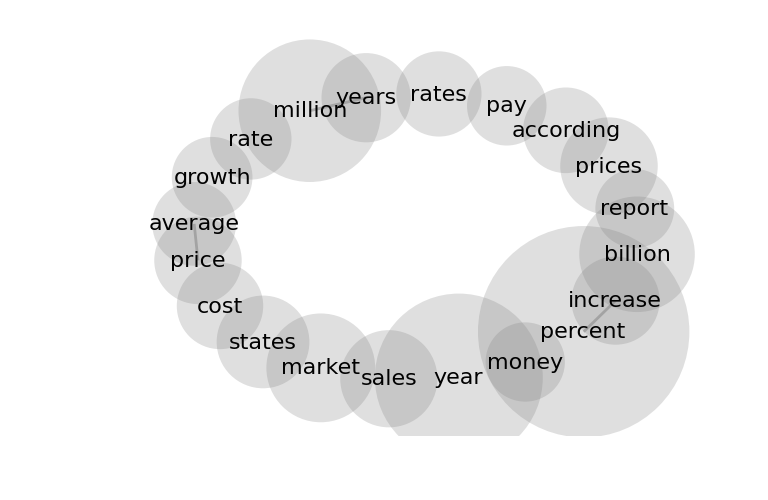 years
rates
million
pay
according
rate
prices
growth
report
average
billion
price
increase
cost
percent
states
money
market
sales
year